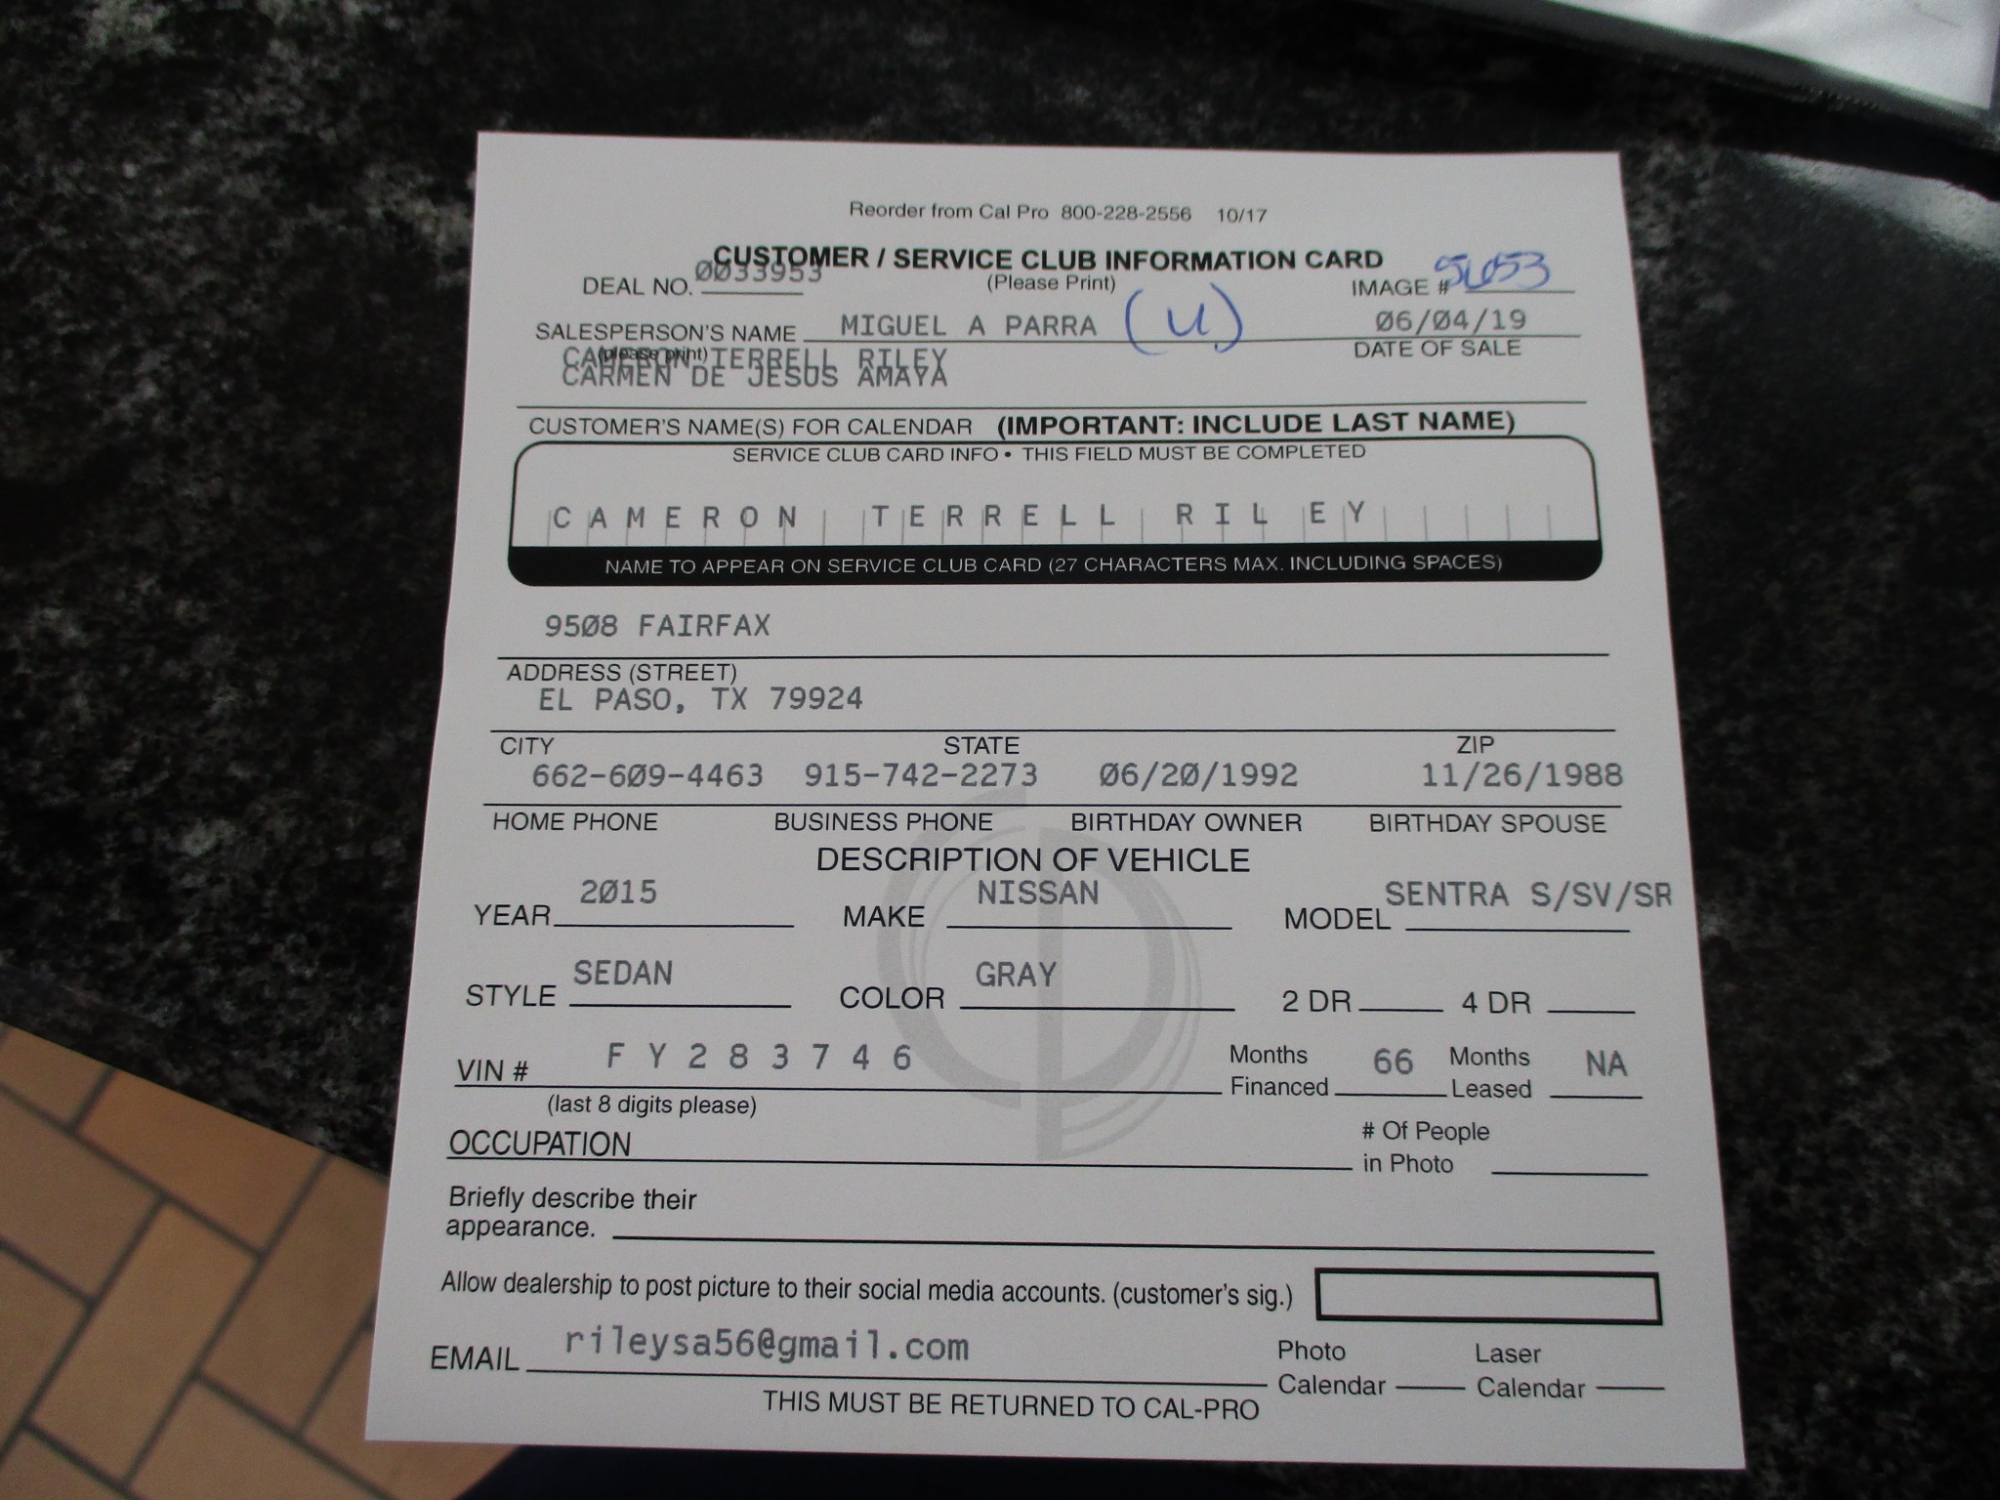 Reorder from Cal Pro 800-228-2556 10/17
CUSTOMER / SERVICE CLUB INFORMATION CARD
DEAL NO. 0033953 (Please Print) IMAGE #
SALESPERSON'S NAME MIGUEL A PARRA (U) 06/04/19
(please print) DATE OF SALE
CAMERON TERRELL RILEY
CARMEN DE JESUS AMAYA
CUSTOMER'S NAME(S) FOR CALENDAR (IMPORTANT: INCLUDE LAST NAME)
SERVICE CLUB CARD INFO • THIS FIELD MUST BE COMPLETED
CAMERON TERRELL RILEY
NAME TO APPEAR ON SERVICE CLUB CARD (27 CHARACTERS MAX. INCLUDING SPACES)
9508 FAIRFAX
ADDRESS (STREET)
EL PASO, TX 79924
CITY STATE ZIP
662-609-4463 915-742-2273 06/20/1992 11/26/1988
HOME PHONE BUSINESS PHONE BIRTHDAY OWNER BIRTHDAY SPOUSE
DESCRIPTION OF VEHICLE
YEAR 2015 MAKE NISSAN MODEL SENTRA S/SV/SR
STYLE SEDAN COLOR GRAY 2 DR 4 DR
VIN # F Y 2 8 3 7 4 6 Months Financed 66 Months Leased NA
(last 8 digits please)
OCCUPATION # Of People in Photo
Briefly describe their
appearance.
Allow dealership to post picture to their social media accounts. (customer's sig.)
EMAIL rileysa56@gmail.com Photo Calendar Laser Calendar
THIS MUST BE RETURNED TO CAL-PRO